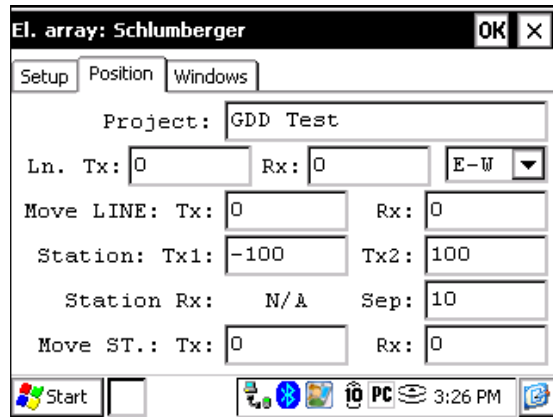 El. array: Schlumberger OK ×
Setup Position Windows
Project: GDD Test
Ln. Tx: 0 Rx: 0 E-W
Move LINE: Tx: 0 Rx: 0
Station: Tx1: -100 Tx2: 100
Station Rx: N/A Sep: 10
Move ST.: Tx: 0 Rx: 0
Start PC 3:26 PM